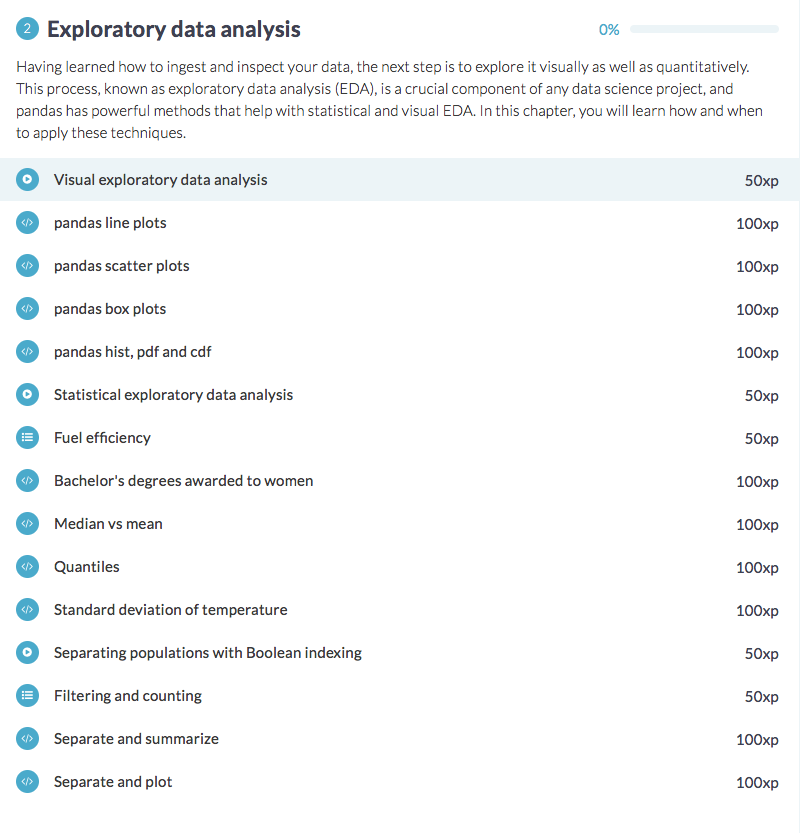 2 Exploratory data analysis 0%
Having learned how to ingest and inspect your data, the next step is to explore it visually as well as quantitatively.
This process, known as exploratory data analysis (EDA), is a crucial component of any data science project, and
pandas has powerful methods that help with statistical and visual EDA. In this chapter, you will learn how and when
to apply these techniques.
Visual exploratory data analysis 50xp
</> pandas line plots 100xp
</> pandas scatter plots 100xp
</> pandas box plots 100xp
</> pandas hist, pdf and cdf 100xp
Statistical exploratory data analysis 50xp
Fuel efficiency 50xp
</> Bachelor's degrees awarded to women 100xp
</> Median vs mean 100xp
</> Quantiles 100xp
</> Standard deviation of temperature 100xp
Separating populations with Boolean indexing 50xp
Filtering and counting 50xp
</> Separate and summarize 100xp
</> Separate and plot 100xp